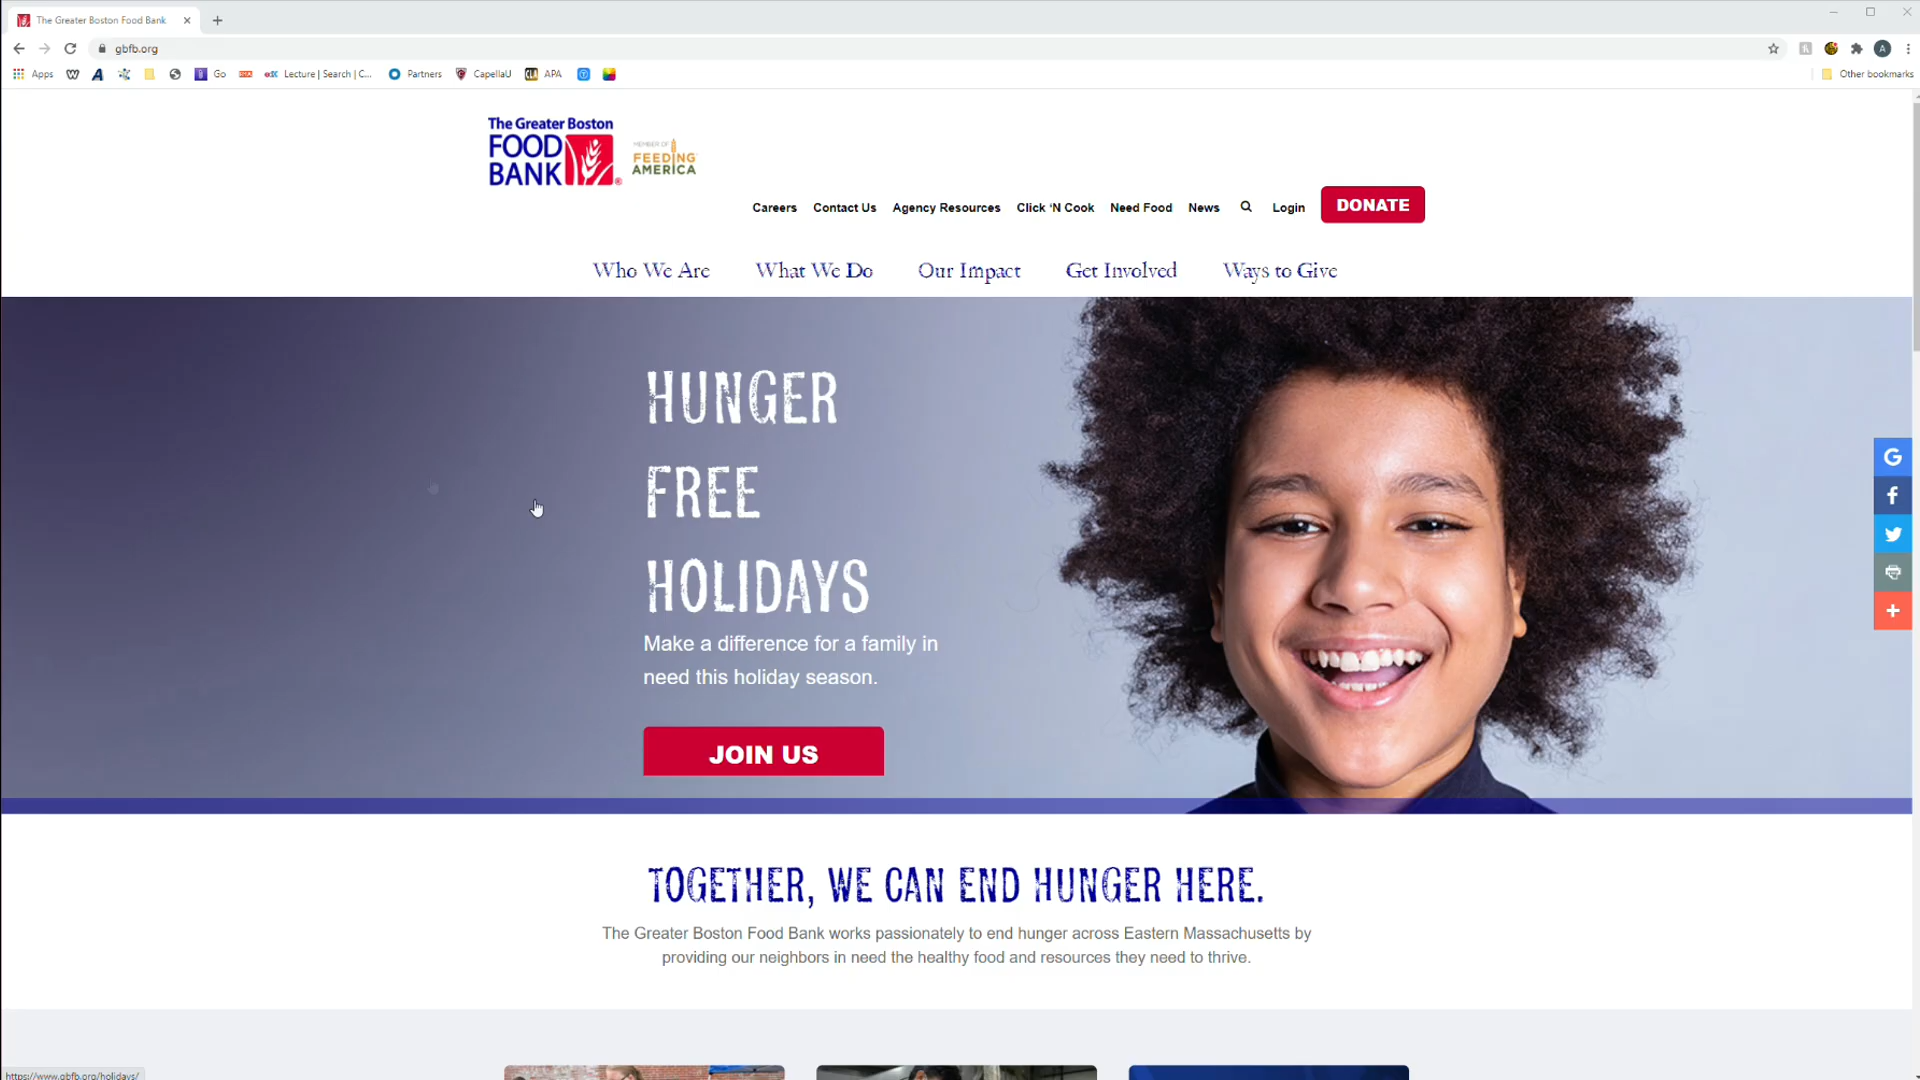 The Greater Boston Food Bank
gbfb.org
Apps
Go
Lecture | Search | C...
Partners
CapellaU
APA
Other bookmarks
The Greater Boston
FOOD
BANK
MEMBER OF
FEEDING
AMERICA
Careers Contact Us Agency Resources Click ‘N Cook Need Food News Login DONATE
Who We Are What We Do Our Impact Get Involved Ways to Give
HUNGER
FREE
HOLIDAYS
Make a difference for a family in
need this holiday season.
JOIN US
TOGETHER, WE CAN END HUNGER HERE.
The Greater Boston Food Bank works passionately to end hunger across Eastern Massachusetts by
providing our neighbors in need the healthy food and resources they need to thrive.
https://www.gbfb.org/holidays/